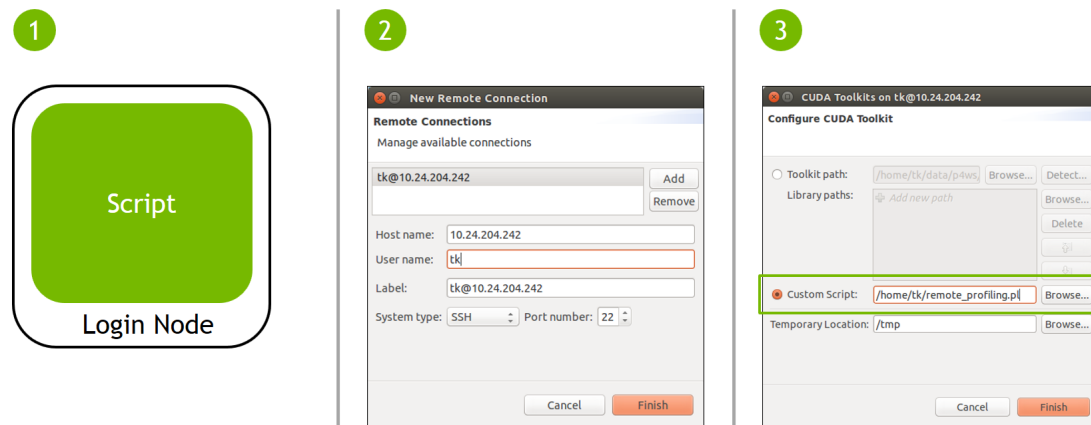 1
Script
Login Node
2
New Remote Connection
Remote Connections
Manage available connections
tk@10.24.204.242
Add
Remove
Host name: 10.24.204.242
User name: tk
Label: tk@10.24.204.242
System type: SSH Port number: 22
Cancel Finish
3
CUDA Toolkits on tk@10.24.204.242
Configure CUDA Toolkit
Toolkit path: /home/tk/data/p4ws, Browse... Detect...
Library paths: Add new path Browse...
Delete
Custom Script: /home/tk/remote_profiling.pl Browse...
Temporary Location: /tmp Browse...
Cancel Finish